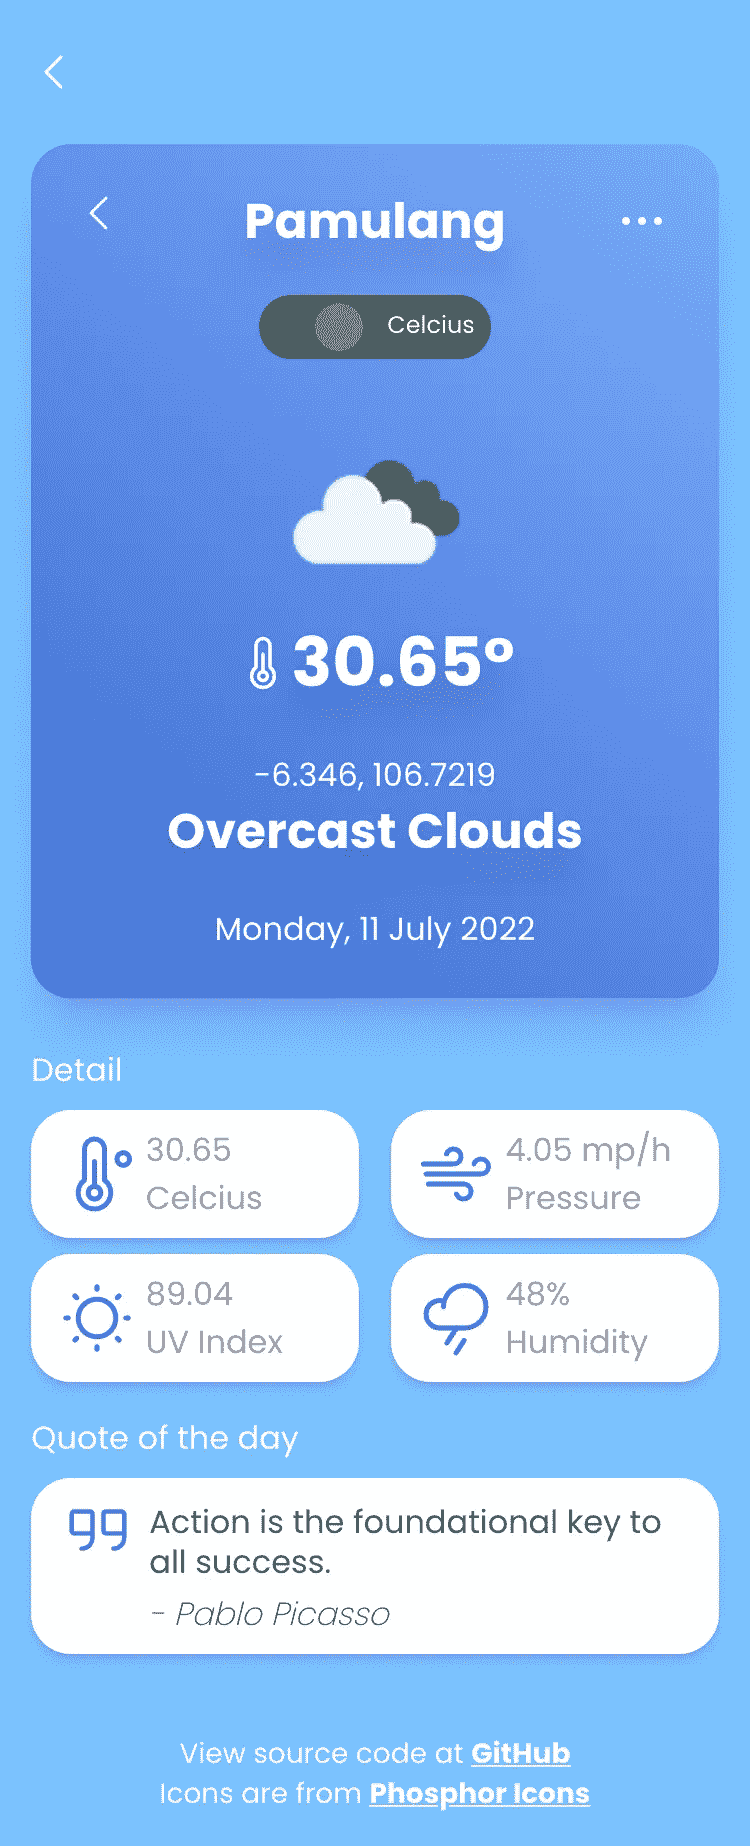 Pamulang
Celcius
30.65°
-6.346, 106.7219
Overcast Clouds
Monday, 11 July 2022
Detail
30.65
Celcius
4.05 mp/h
Pressure
89.04
UV Index
48%
Humidity
Quote of the day
Action is the foundational key to
all success.
- Pablo Picasso
View source code at GitHub
Icons are from Phosphor Icons